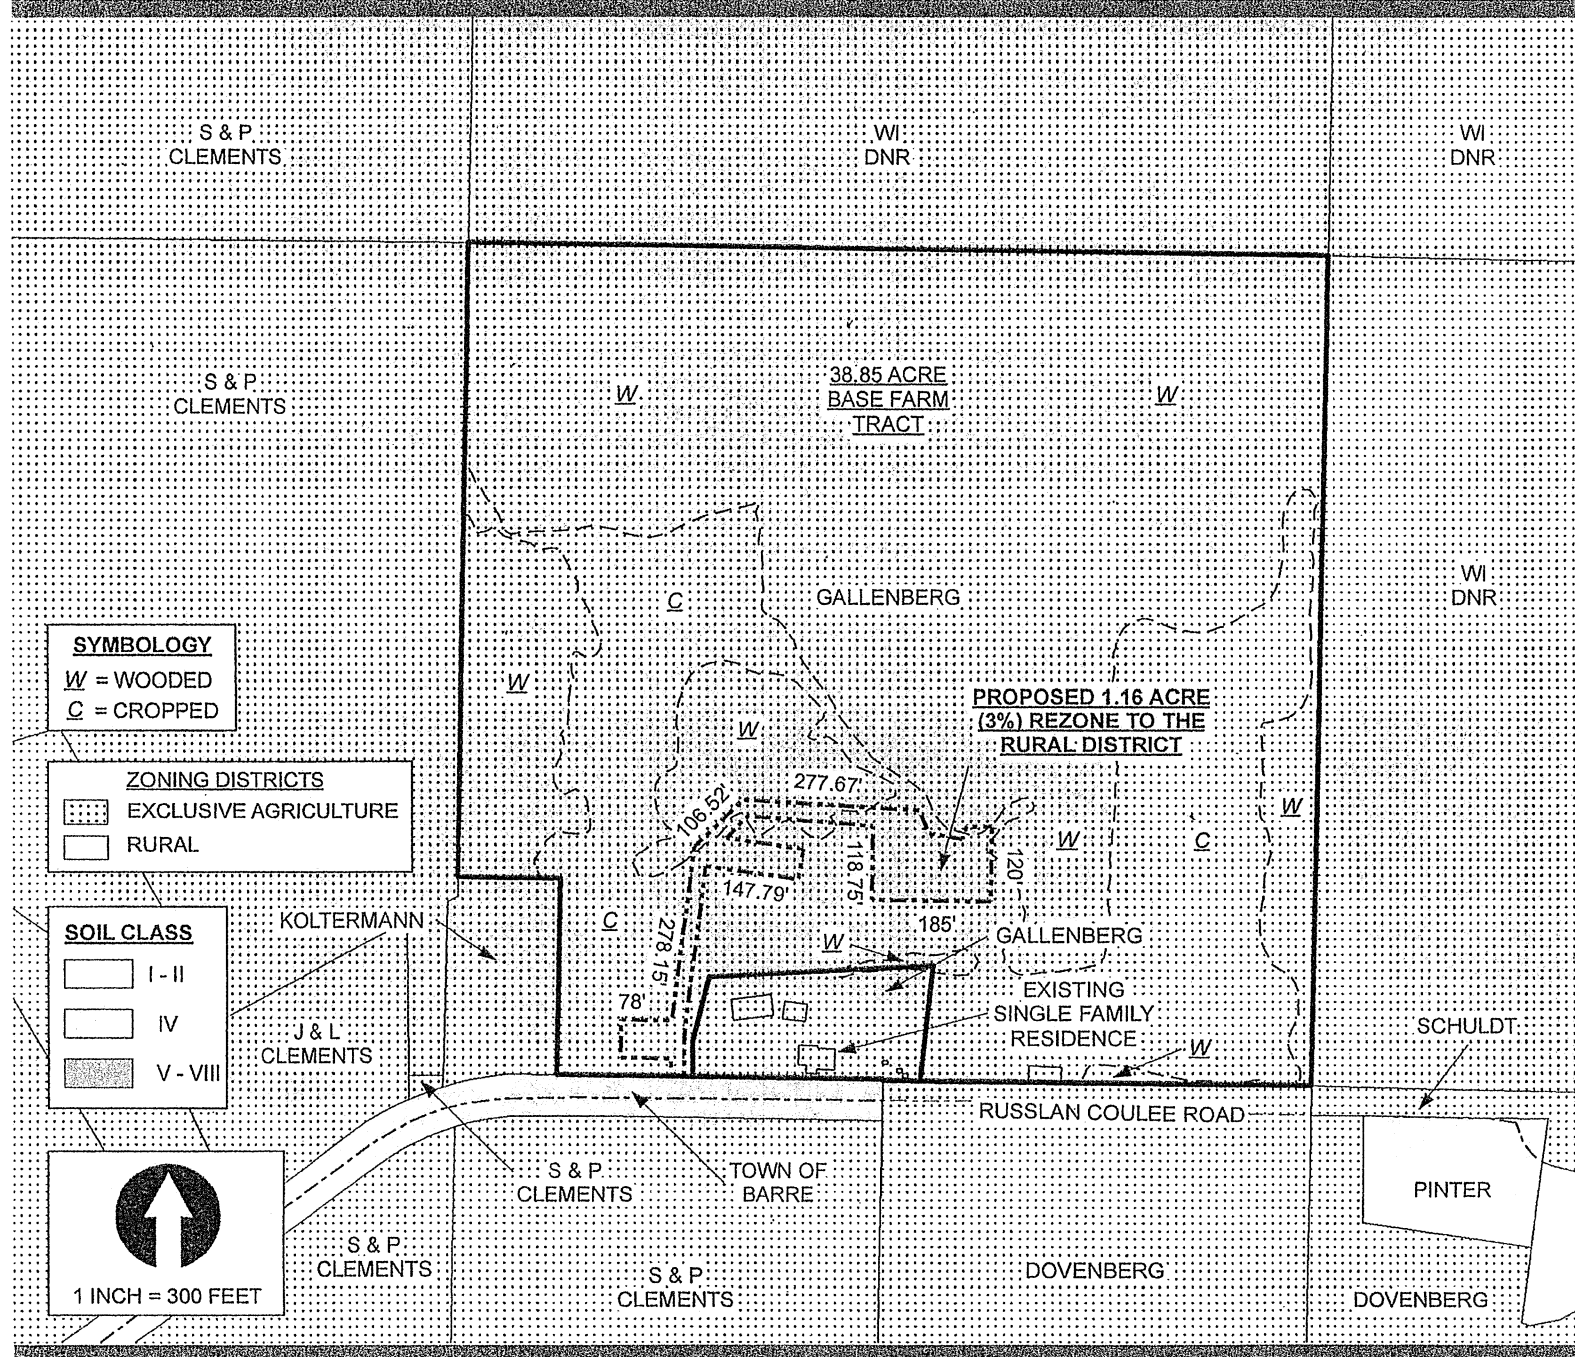 S & P
CLEMENTS
WI
DNR
WI
DNR
S & P
CLEMENTS
W
38.85 ACRE
BASE FARM
TRACT
W
C
GALLENBERG
WI
DNR
SYMBOLOGY
W = WOODED
C = CROPPED
W
W
PROPOSED 1.16 ACRE
(3%) REZONE TO THE
RURAL DISTRICT
ZONING DISTRICTS
EXCLUSIVE AGRICULTURE
RURAL
277.67'
106.52'
118.75'
120'
147.79'
185'
W
C
W
SOIL CLASS
I - II
IV
V - VIII
KOLTERMANN
C
278.15'
78'
W
GALLENBERG
EXISTING
SINGLE FAMILY
RESIDENCE
W
J & L
CLEMENTS
SCHULDT
RUSSLAN COULEE ROAD
S & P
CLEMENTS
TOWN OF
BARRE
PINTER
1 INCH = 300 FEET
S & P
CLEMENTS
S & P
CLEMENTS
DOVENBERG
DOVENBERG